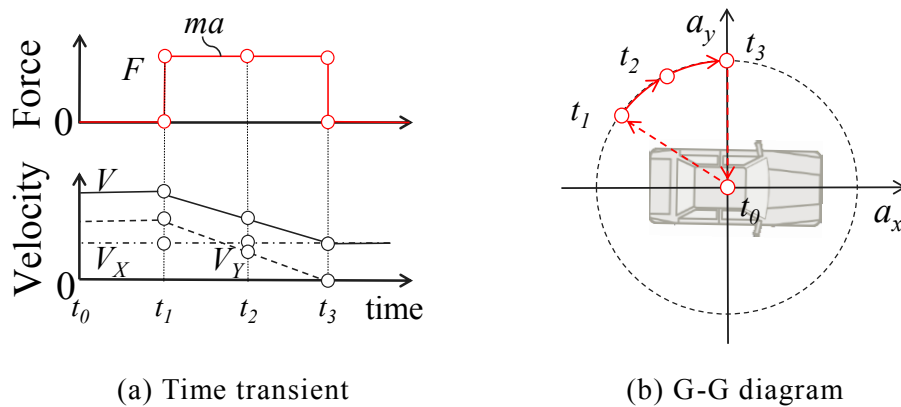 ma
F
Force
0
V
Velocity
V_X
V_Y
0
t_0
t_1
t_2
t_3
time
(a) Time transient
a_y
t_3
t_2
t_1
t_0
a_x
(b) G-G diagram